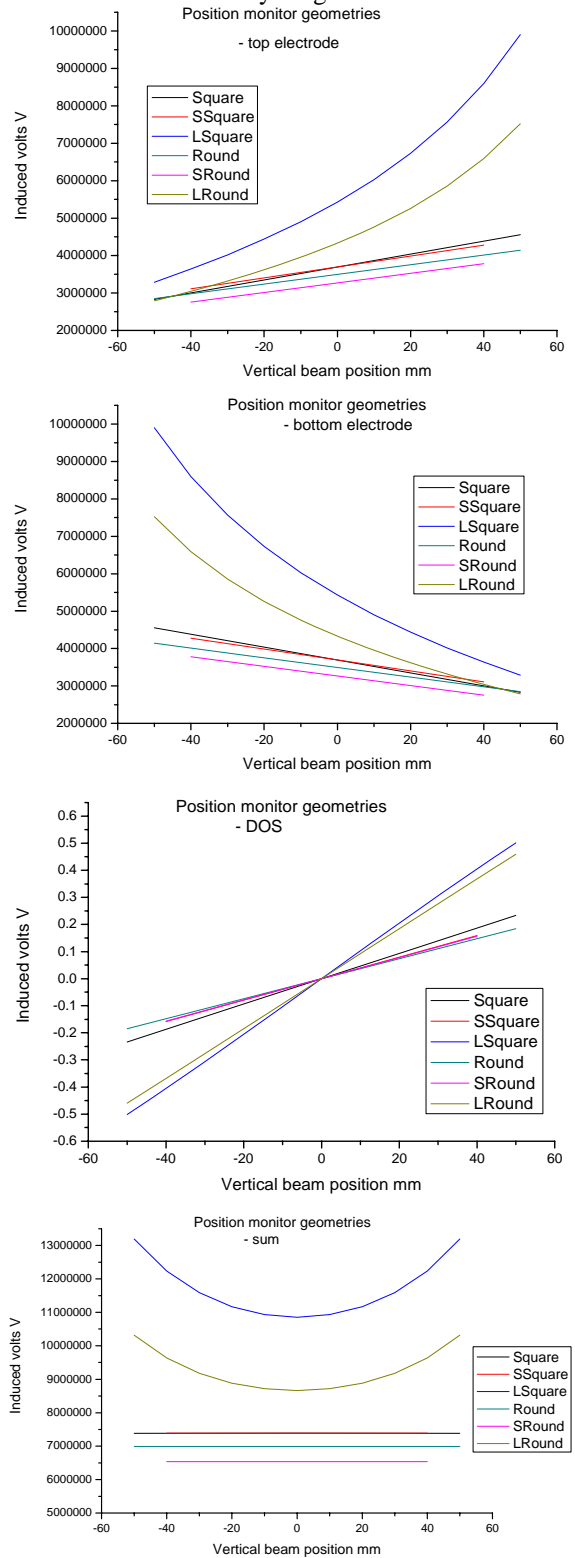 Position monitor geometries
- top electrode
Induced volts V
10000000
9000000
8000000
7000000
6000000
5000000
4000000
3000000
2000000
Square
SSquare
LSquare
Round
SRound
LRound
-60
-40
-20
0
20
40
60
Vertical beam position mm
Position monitor geometries
- bottom electrode
Induced volts V
10000000
9000000
8000000
7000000
6000000
5000000
4000000
3000000
2000000
Square
SSquare
LSquare
Round
SRound
LRound
-60
-40
-20
0
20
40
60
Vertical beam position mm
Position monitor geometries
- DOS
Induced volts V
0.6
0.5
0.4
0.3
0.2
0.1
0.0
-0.1
-0.2
-0.3
-0.4
-0.5
-0.6
Square
SSquare
LSquare
Round
SRound
LRound
-60
-40
-20
0
20
40
60
Vertical beam position mm
Position monitor geometries
- sum
Induced volts V
13000000
12000000
11000000
10000000
9000000
8000000
7000000
6000000
5000000
Square
SSquare
LSquare
Round
SRound
LRound
-60
-40
-20
0
20
40
60
Vertical beam position mm